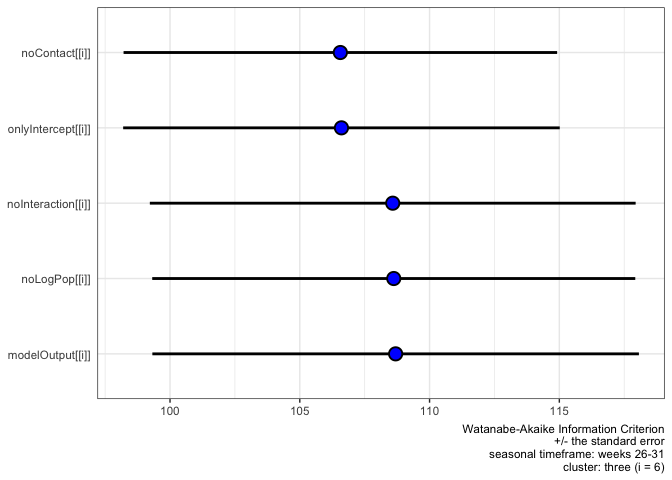 noContact[[i]]
onlyIntercept[[i]]
noInteraction[[i]]
noLogPop[[i]]
modelOutput[[i]]
100 105 110 115
Watanabe-Akaike Information Criterion
+/- the standard error
seasonal timeframe: weeks 26-31
cluster: three (i = 6)